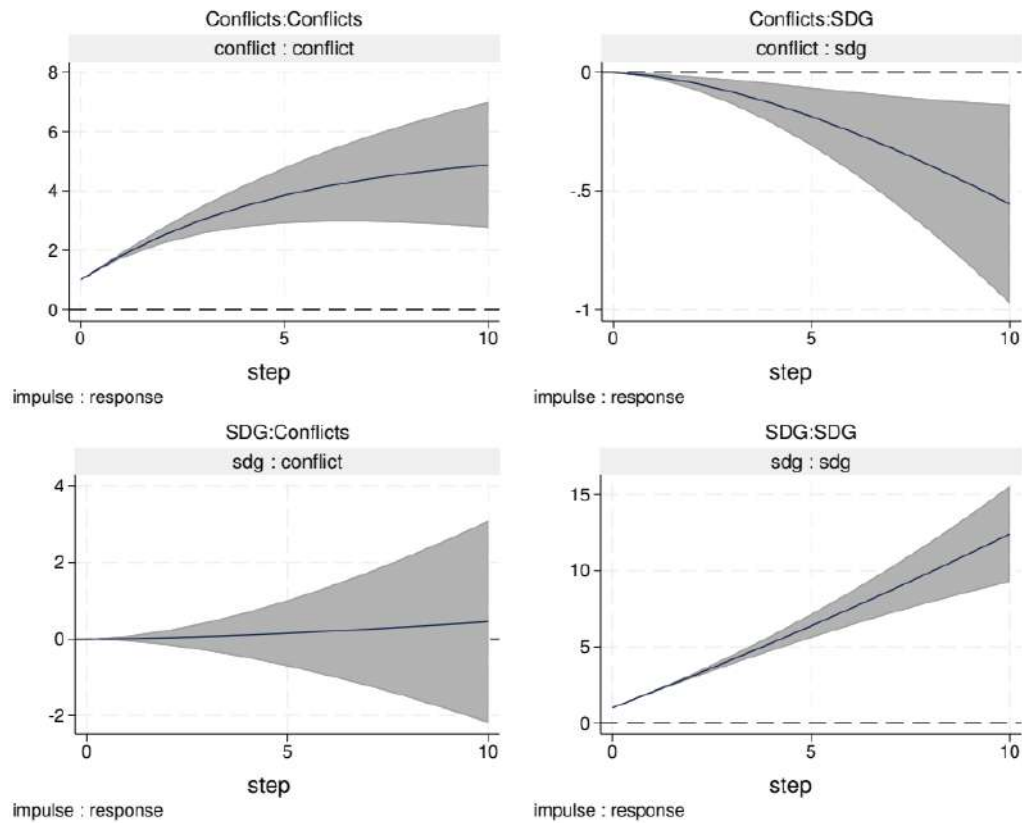 Conflicts:Conflicts
conflict : conflict
8
6
4
2
0
0 5 10
step
impulse : response
Conflicts:SDG
conflict : sdg
0
-.5
-1
0 5 10
step
impulse : response
SDG:Conflicts
sdg : conflict
4
2
0
-2
0 5 10
step
impulse : response
SDG:SDG
sdg : sdg
15
10
5
0
0 5 10
step
impulse : response